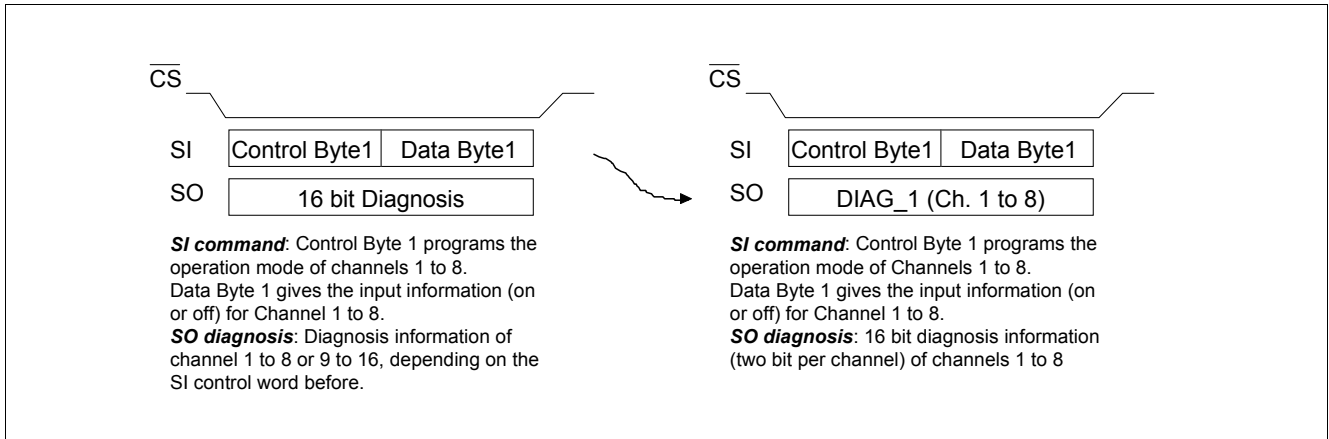 CS
SI Control Byte1 Data Byte1
SO 16 bit Diagnosis
SI command: Control Byte 1 programs the
operation mode of channels 1 to 8.
Data Byte 1 gives the input information (on
or off) for Channel 1 to 8.
SO diagnosis: Diagnosis information of
channel 1 to 8 or 9 to 16, depending on the
SI control word before.
CS
SI Control Byte1 Data Byte1
SO DIAG_1 (Ch. 1 to 8)
SI command: Control Byte 1 programs the
operation mode of Channels 1 to 8.
Data Byte 1 gives the input information (on
or off) for Channel 1 to 8.
SO diagnosis: 16 bit diagnosis information
(two bit per channel) of channels 1 to 8